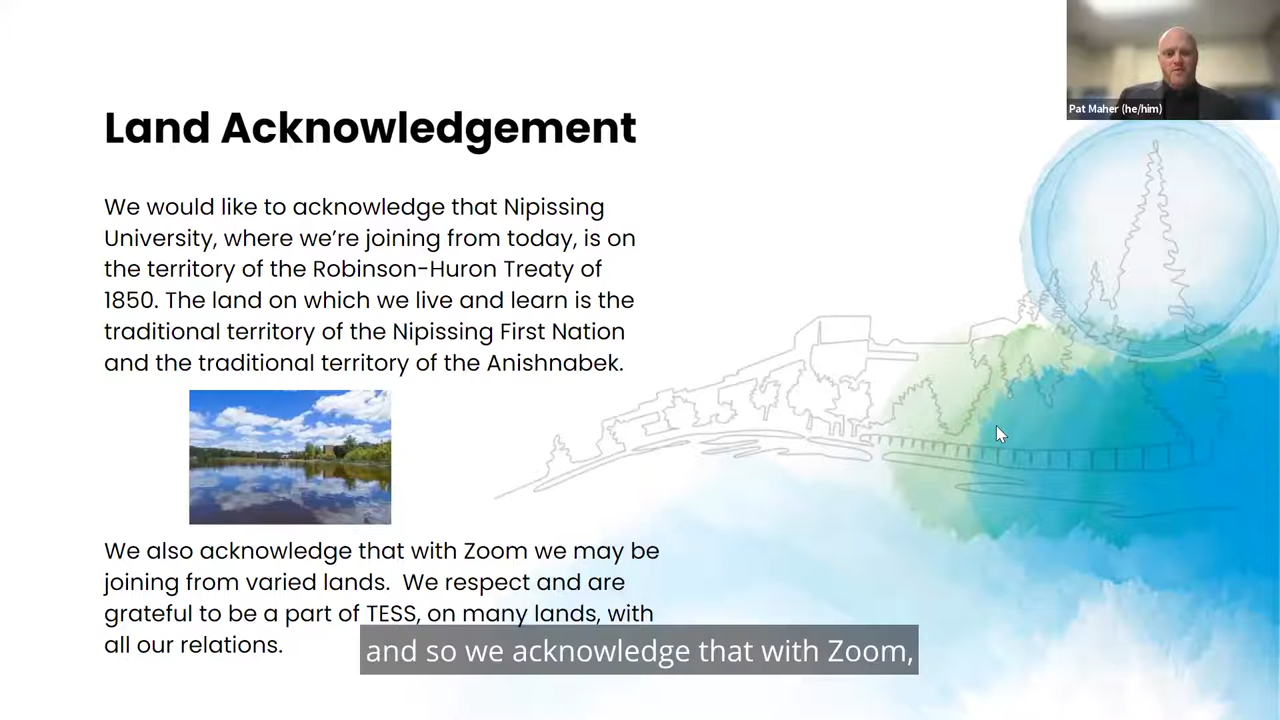 Pat Maher (he/him)
Land Acknowledgement
We would like to acknowledge that Nipissing
University, where we’re joining from today, is on
the territory of the Robinson-Huron Treaty of
1850. The land on which we live and learn is the
traditional territory of the Nipissing First Nation
and the traditional territory of the Anishnabek.
We also acknowledge that with Zoom we may be
joining from varied lands.  We respect and are
grateful to be a part of TESS, on many lands, with
all our relations.
and so we acknowledge that with Zoom,